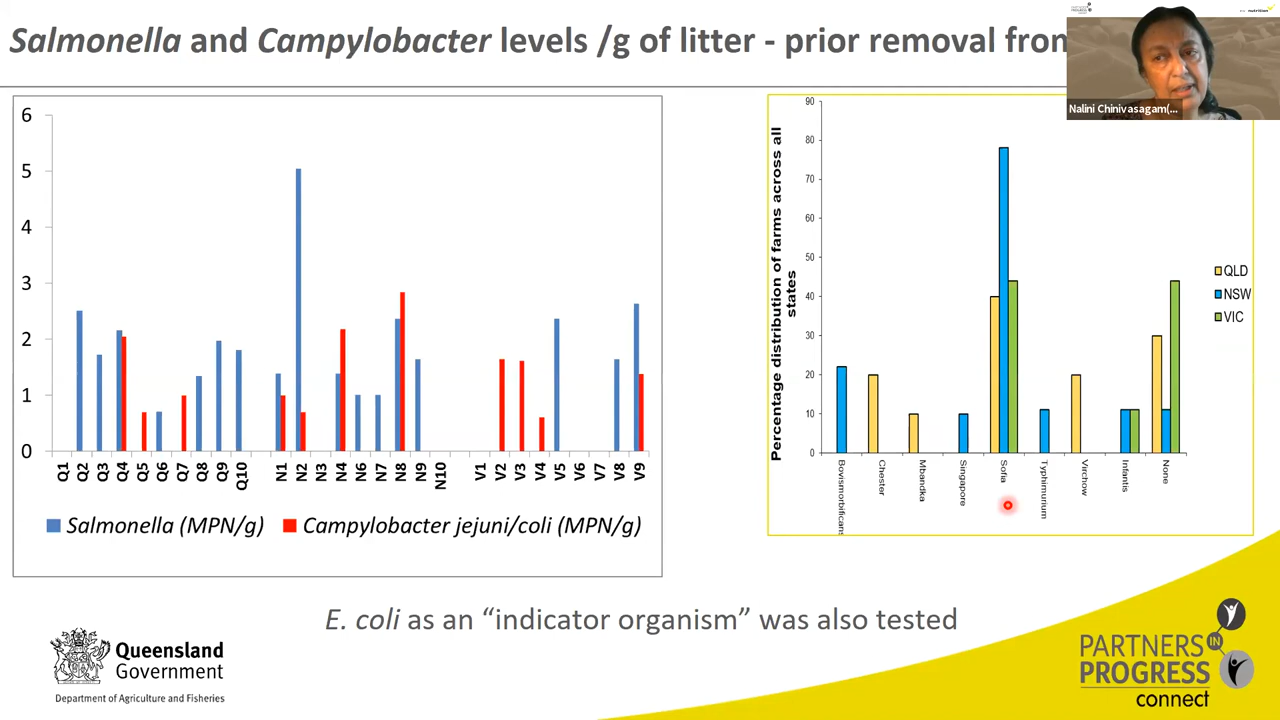 Salmonella and Campylobacter levels /g of litter - prior removal from
nutrition
Nalini Chinivasagam(...
6
5
4
3
2
1
0
Q1 Q2 Q3 Q4 Q5 Q6 Q7 Q8 Q9 Q10 N1 N2 N3 N4 N6 N7 N8 N9 N10 V1 V2 V3 V4 V5 V6 V7 V8 V9
Salmonella (MPN/g) Campylobacter jejuni/coli (MPN/g)
Percentage distribution of farms across all
states
90
80
70
60
50
40
30
20
10
0
Bovismorbificans
Chester
Mbandka
Singapore
Sofia
Typhimurium
Virchow
Infantis
None
QLD
NSW
VIC
E. coli as an “indicator organism” was also tested
Queensland
Government
Department of Agriculture and Fisheries
PARTNERS
IN
PROGRESS
connect